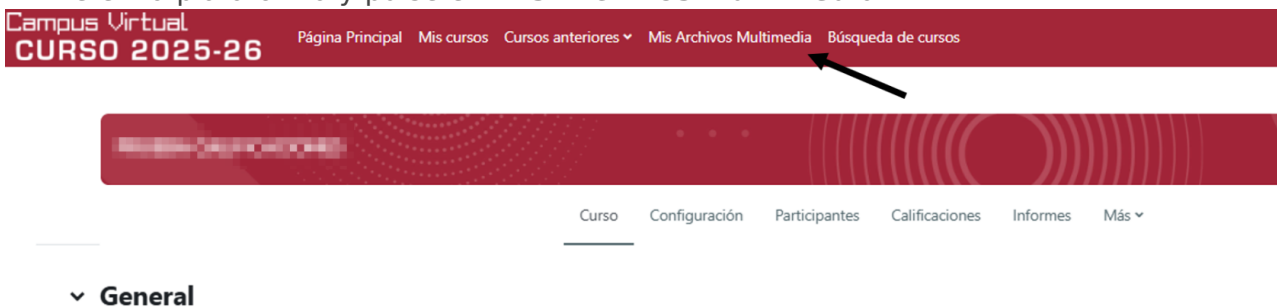 Campus Virtual
CURSO 2025-26
Página Principal Mis cursos Cursos anteriores Mis Archivos Multimedia Búsqueda de cursos
Curso Configuración Participantes Calificaciones Informes Más
General